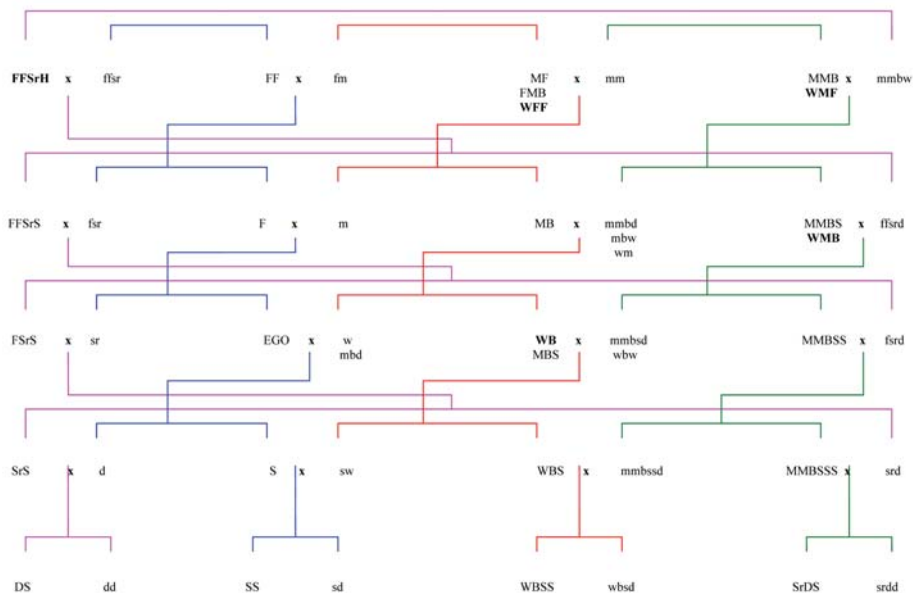 FFSrH x ffsr FF x fm MF x mm MMB x mmbw
FMB WMF
WFF
FFSrS x fsr F x m MB x mmbd MMBS x ffsrd
mbw WMB
wm
FSrS x sr EGO x w WB x mmbsd MMBSS x fsrd
mbd MBS wbw
SrS x d S x sw WBS x mmbssd MMBSSS x srd
DS dd SS sd WBSS wbsd SrDS srdd